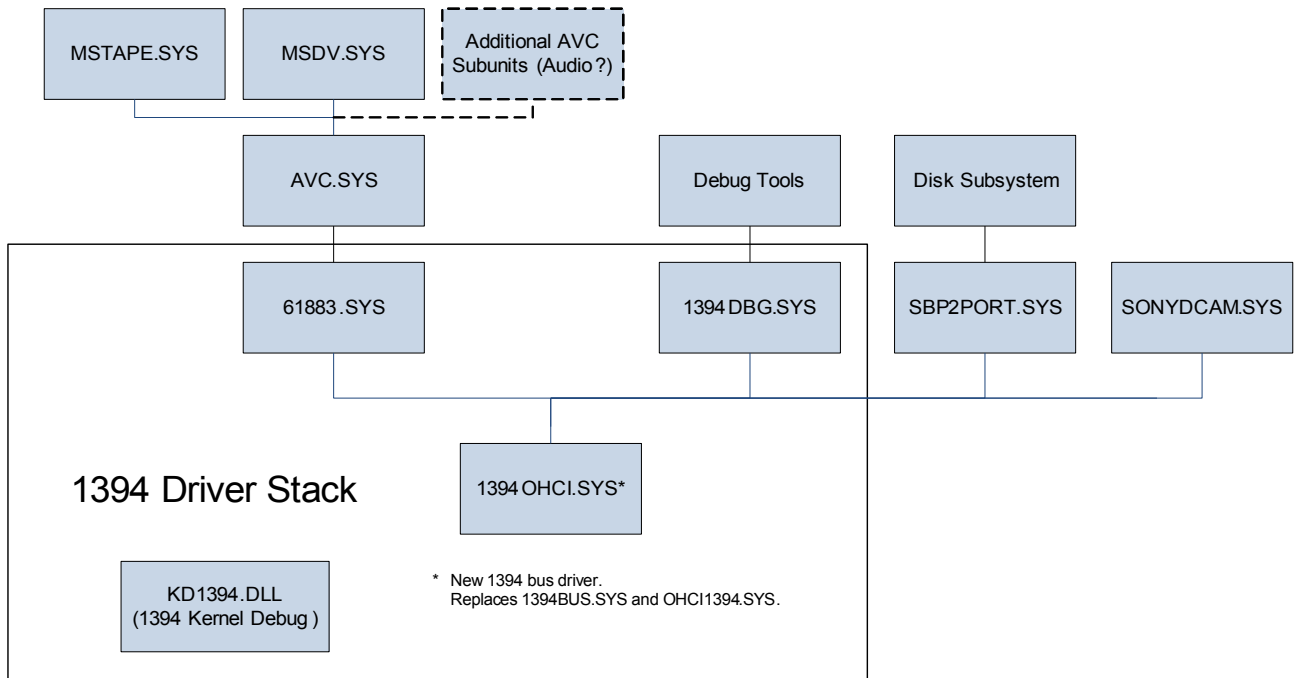 MSTAPE.SYS
MSDV.SYS
Additional AVC
Subunits (Audio?)
AVC.SYS
Debug Tools
Disk Subsystem
61883.SYS
1394DBG.SYS
SBP2PORT.SYS
SONYDCAM.SYS
1394 Driver Stack
1394OHCI.SYS*
KD1394.DLL
(1394 Kernel Debug)
* New 1394 bus driver.
Replaces 1394BUS.SYS and OHCI1394.SYS.